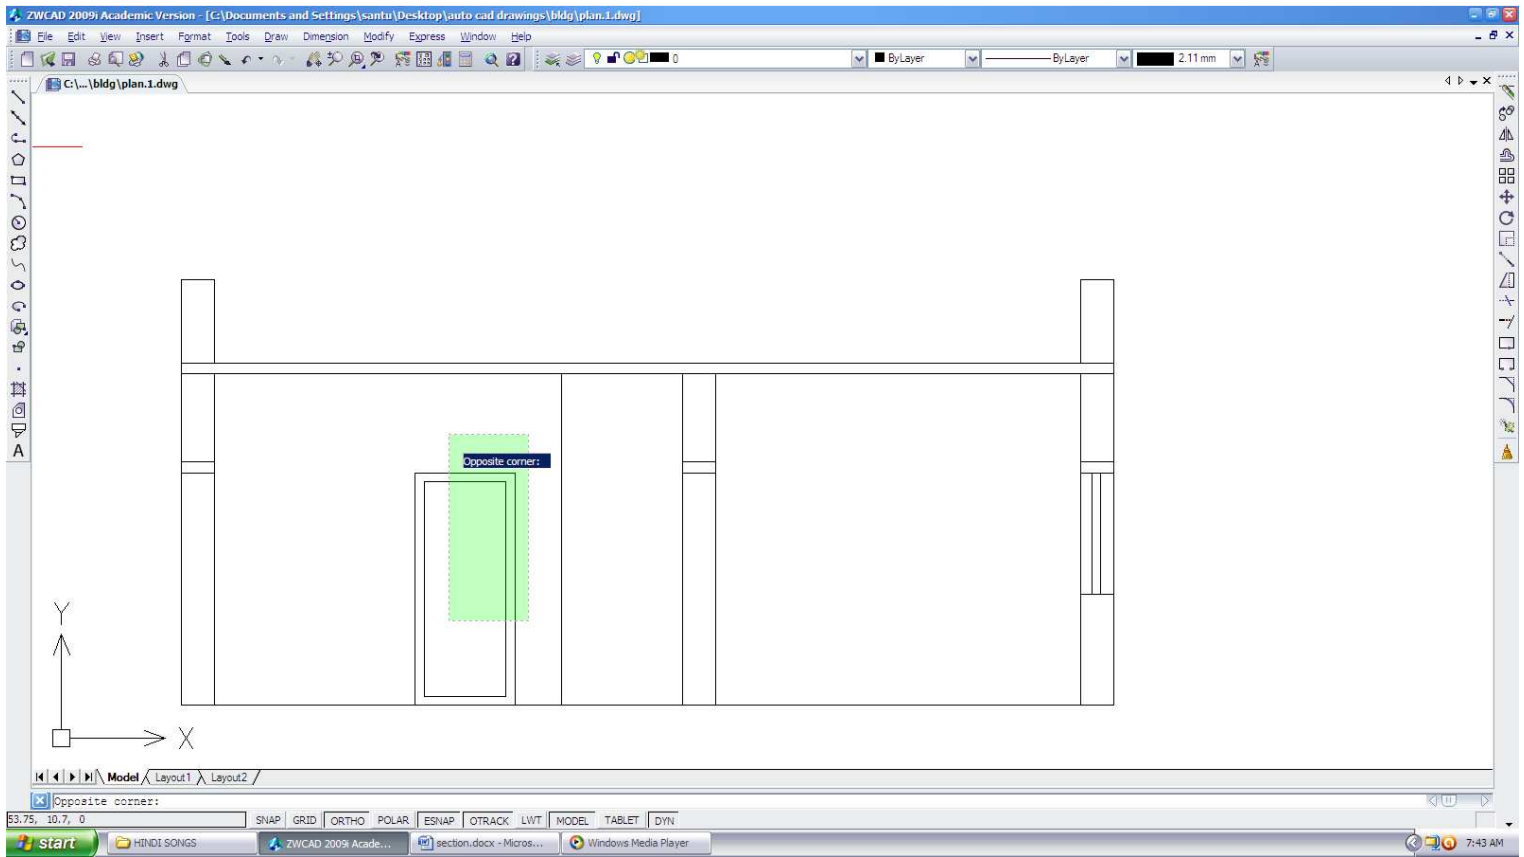 ZWCAD 2009i Academic Version - [C:\Documents and Settings\santu\Desktop\auto cad drawings\bldg\plan.1.dwg]
File Edit View Insert Format Tools Draw Dimension Modify Express Window Help
0 ByLayer ByLayer 2.11 mm
C:\...\bldg\plan.1.dwg
A
Opposite corner:
Y
X
Model Layout1 Layout2
Opposite corner:
53.75, 10.7, 0 SNAP GRID ORTHO POLAR ESNAP OTRACK LWT MODEL TABLET DYN
start HINDI SONGS ZWCAD 2009i Acade... section.docx - Micros... Windows Media Player 7:43 AM